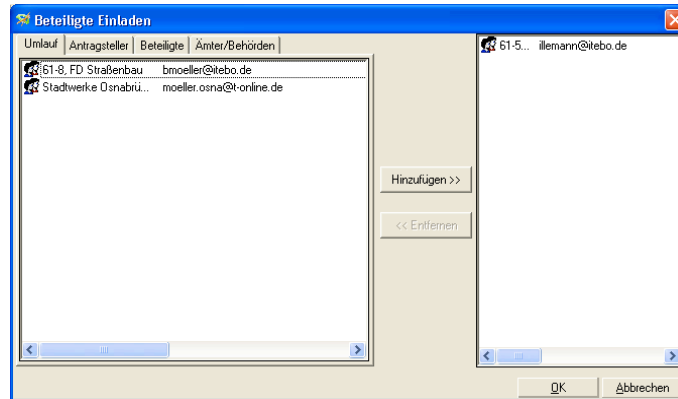 Beteiligte Einladen
Umlauf Antragsteller Beteiligte Ämter/Behörden
61-8, FD Straßenbau bmoeller@itebo.de
Stadtwerke Osnabrü... moeller.osna@t-online.de
61-5... illemann@itebo.de
Hinzufügen >>
<< Entfernen
OK Abbrechen